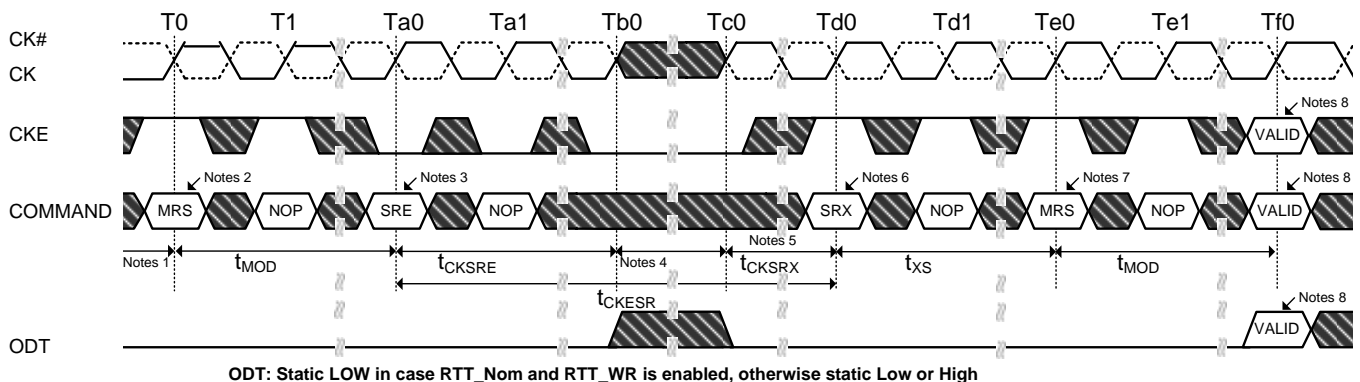 T0 T1 Ta0 Ta1 Tb0 Tc0 Td0 Td1 Te0 Te1 Tf0
CK#
CK
Notes 8
CKE VALID
Notes 2 Notes 3 Notes 6 Notes 7 Notes 8
COMMAND MRS NOP SRE NOP SRX NOP MRS NOP VALID
Notes 1 tMOD tCKSRE Notes 4 Notes 5 tCKSRX tXS tMOD
tCKESR
Notes 8
ODT VALID
ODT: Static LOW in case RTT_Nom and RTT_WR is enabled, otherwise static Low or High